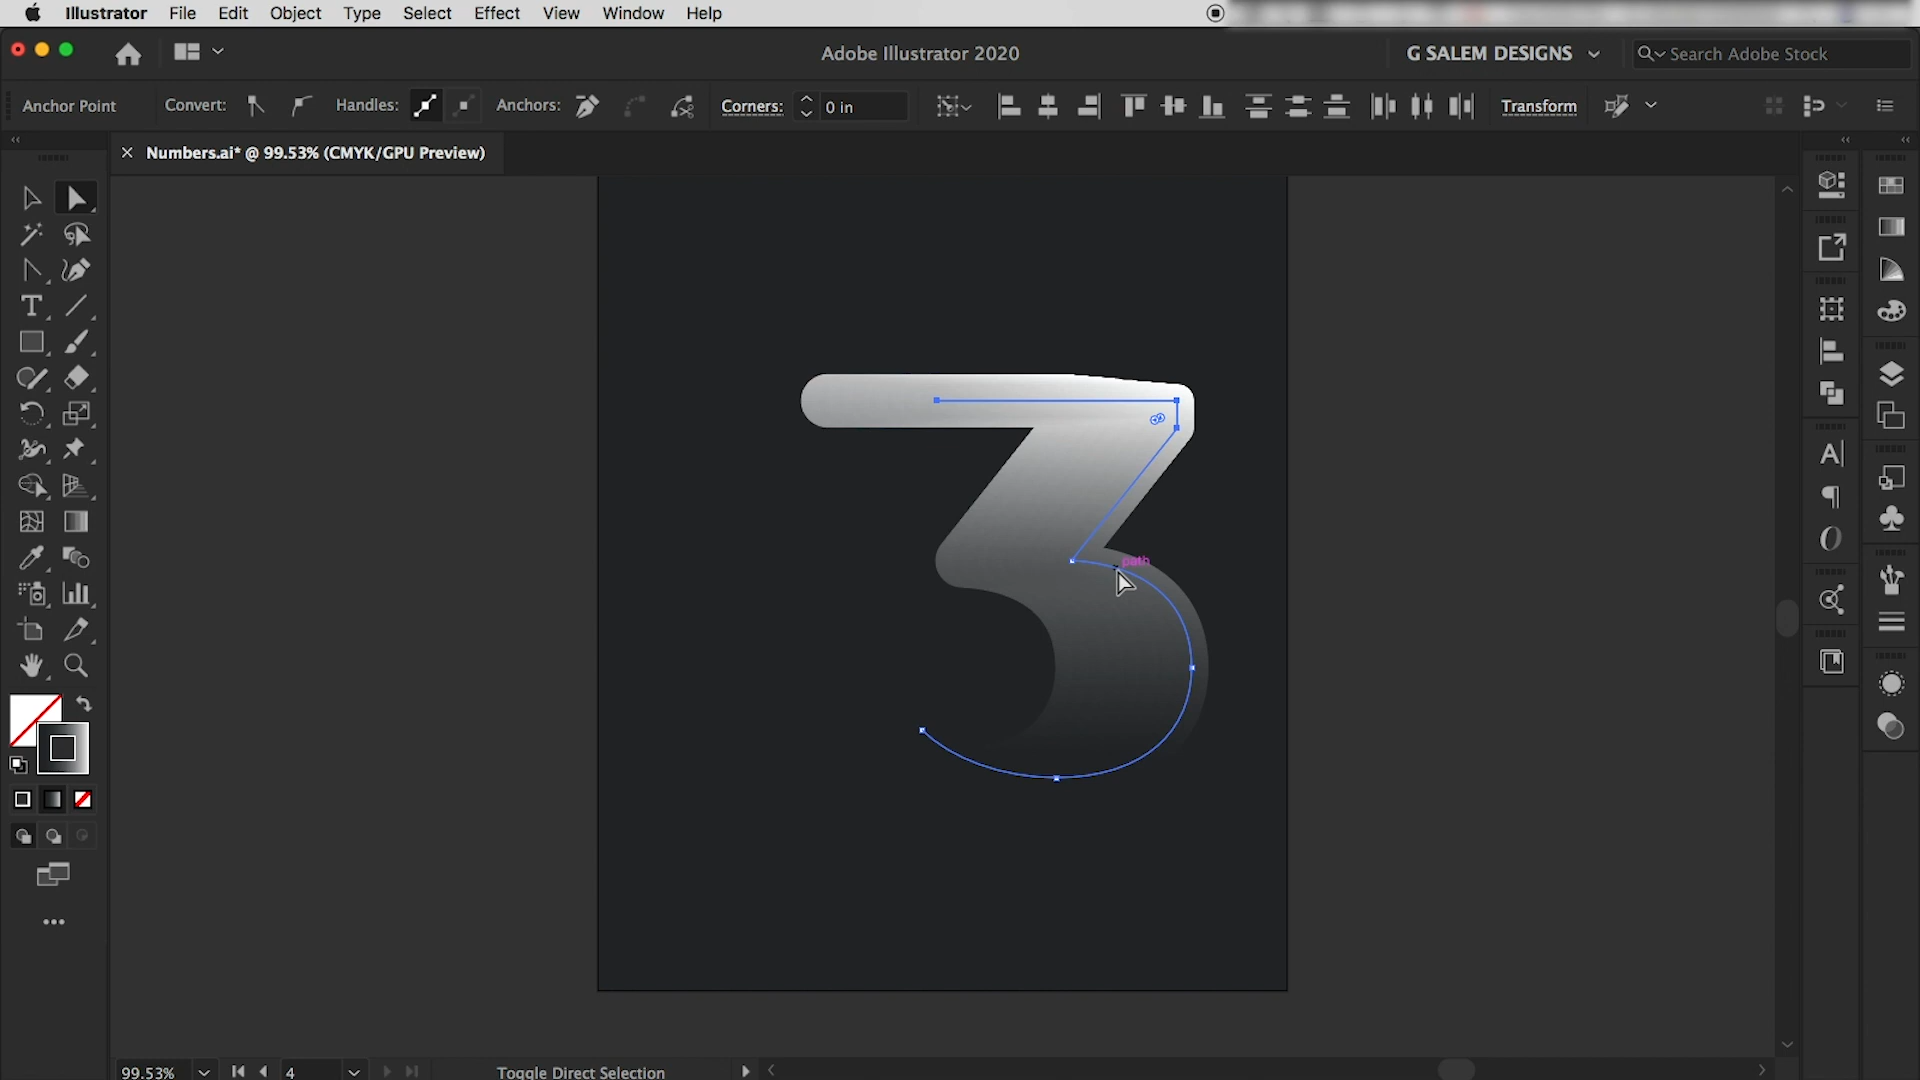 Illustrator File Edit Object Type Select Effect View Window Help
Adobe Illustrator 2020
G SALEM DESIGNS
Search Adobe Stock
Anchor Point Convert: Handles: Anchors: Corners: 0 in Transform
Numbers.ai* @ 99.53% (CMYK/GPU Preview)
3
path
99.53% 4 Toggle Direct Selection